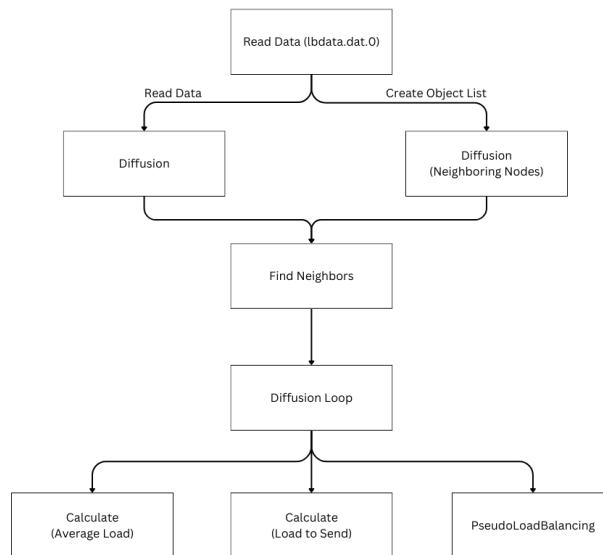 Read Data (lbdata.dat.0)
Read Data
Create Object List
Diffusion
Diffusion
(Neighboring Nodes)
Find Neighbors
Diffusion Loop
Calculate
(Average Load)
Calculate
(Load to Send)
PseudoLoadBalancing